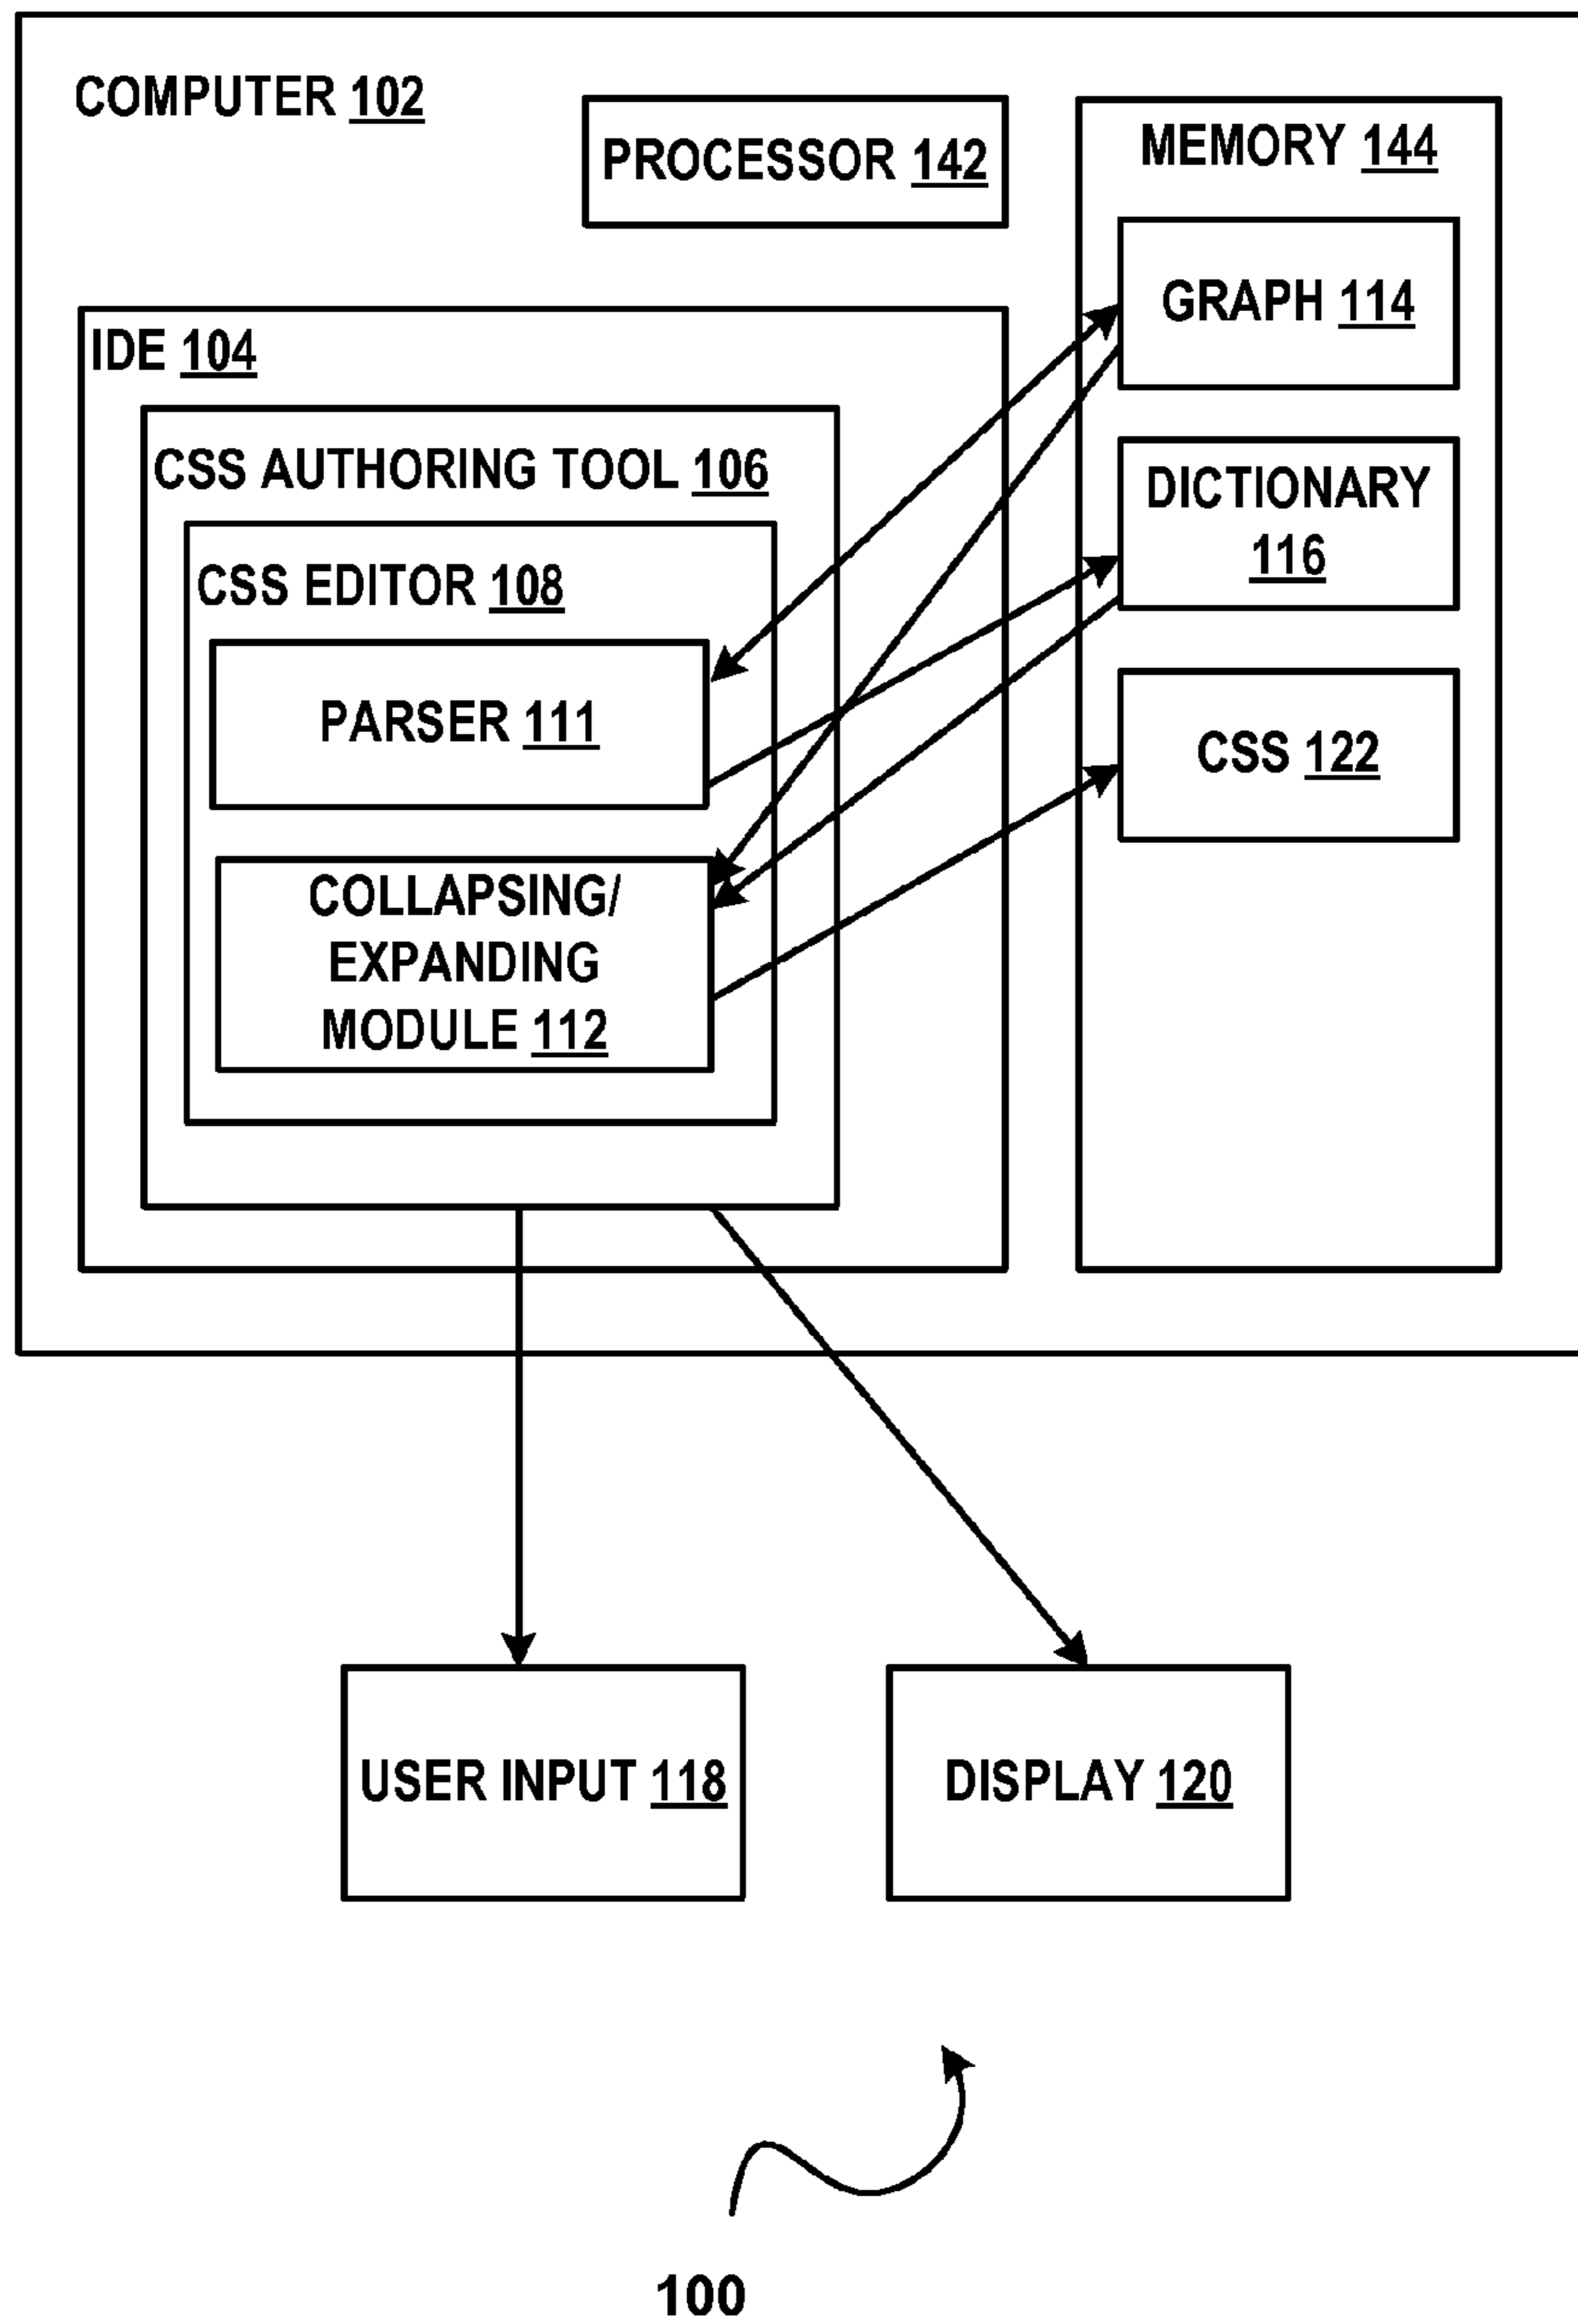 COMPUTER 102
PROCESSOR 142
MEMORY 144
GRAPH 114
DICTIONARY
116
CSS 122
IDE 104
CSS AUTHORING TOOL 106
CSS EDITOR 108
PARSER 111
COLLAPSING/
EXPANDING
MODULE 112
USER INPUT 118
DISPLAY 120
100